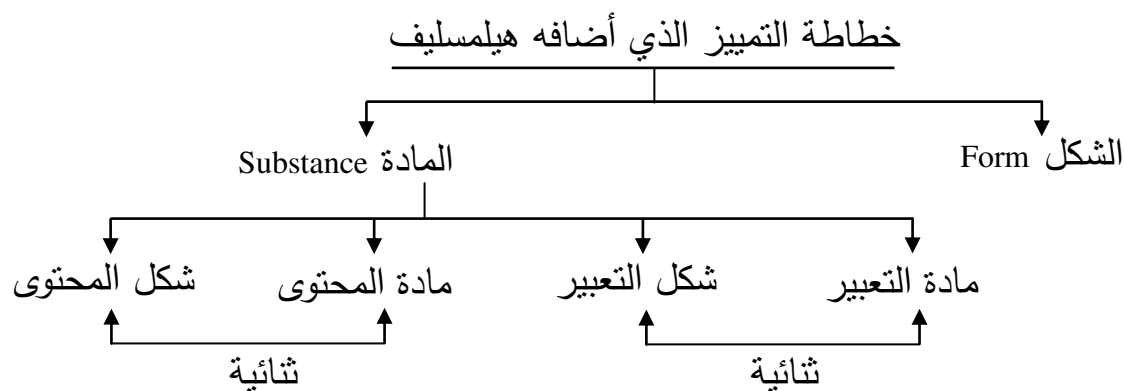 خطاطة التمييز الذي أضافه هيلمسليف
الشكل Form
المادة Substance
مادة التعبير
شكل التعبير
مادة المحتوى
شكل المحتوى
ثنائية
ثنائية